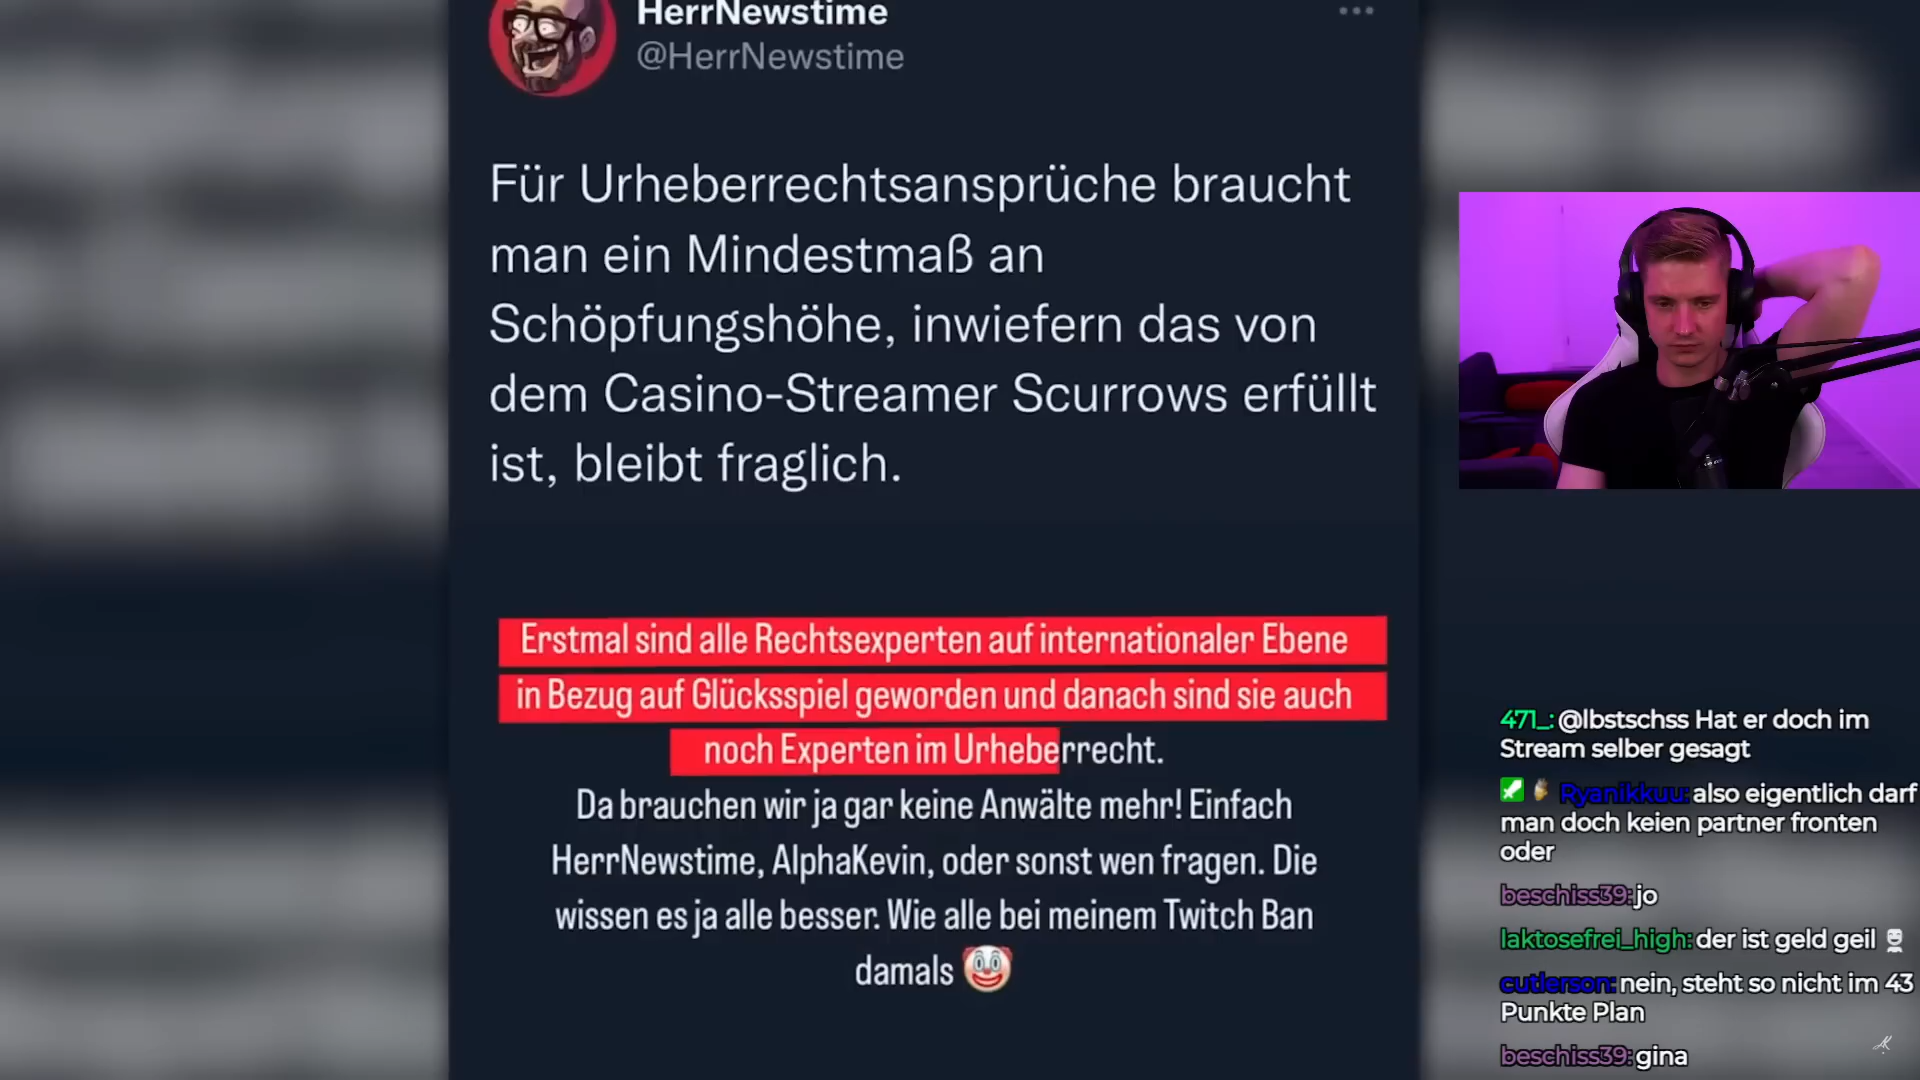 HerrNewstime
@HerrNewstime
Für Urheberrechtsansprüche braucht
man ein Mindestmaß an
Schöpfungshöhe, inwiefern das von
dem Casino-Streamer Scurrows erfüllt
ist, bleibt fraglich.
Erstmal sind alle Rechtsexperten auf internationaler Ebene
in Bezug auf Glücksspiel geworden und danach sind sie auch
noch Experten im Urheberrecht.
Da brauchen wir ja gar keine Anwälte mehr! Einfach
HerrNewstime, AlphaKevin, oder sonst wen fragen. Die
wissen es ja alle besser. Wie alle bei meinem Twitch Ban
damals 🤡
471_: @lbstschss Hat er doch im
Stream selber gesagt
Ryanikkuu: also eigentlich darf
man doch keien partner fronten
oder
beschiss39: jo
laktosefrei_high: der ist geld geil
cutlerson: nein, steht so nicht im 43
Punkte Plan
beschiss39: gina